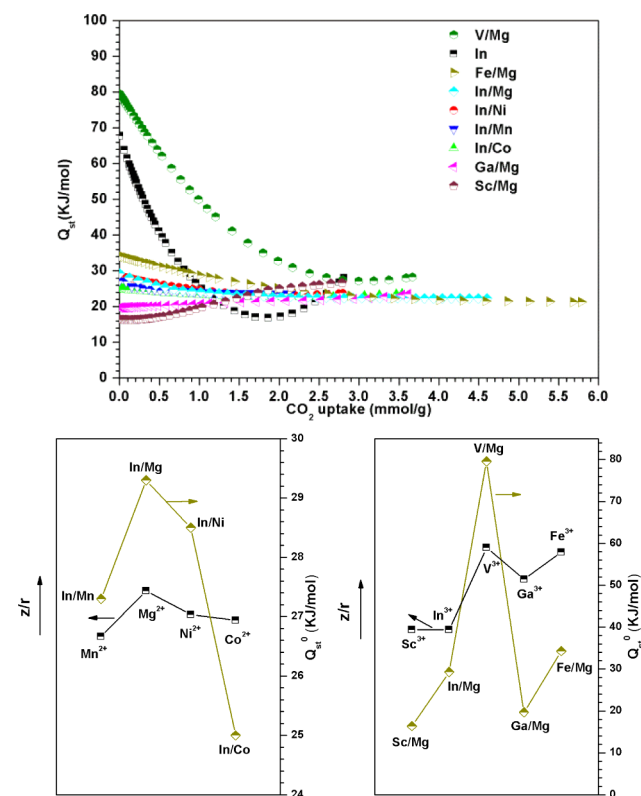 100
90
80
70
60
50
40
30
20
10
0
Qst(KJ/mol)
V/Mg
In
Fe/Mg
In/Mg
In/Ni
In/Mn
In/Co
Ga/Mg
Sc/Mg
0.0 0.5 1.0 1.5 2.0 2.5 3.0 3.5 4.0 4.5 5.0 5.5 6.0
CO2 uptake (mmol/g)
z/r
In/Mg
In/Ni
In/Mn
Mg2+
Ni2+
Co2+
Mn2+
In/Co
30
29
28
27
26
25
24
Qst0 (KJ/mol)
z/r
V/Mg
Fe3+
V3+
Ga3+
In3+
Sc3+
In/Mg
Fe/Mg
Ga/Mg
Sc/Mg
80
70
60
50
40
30
20
10
0
Qst0 (KJ/mol)